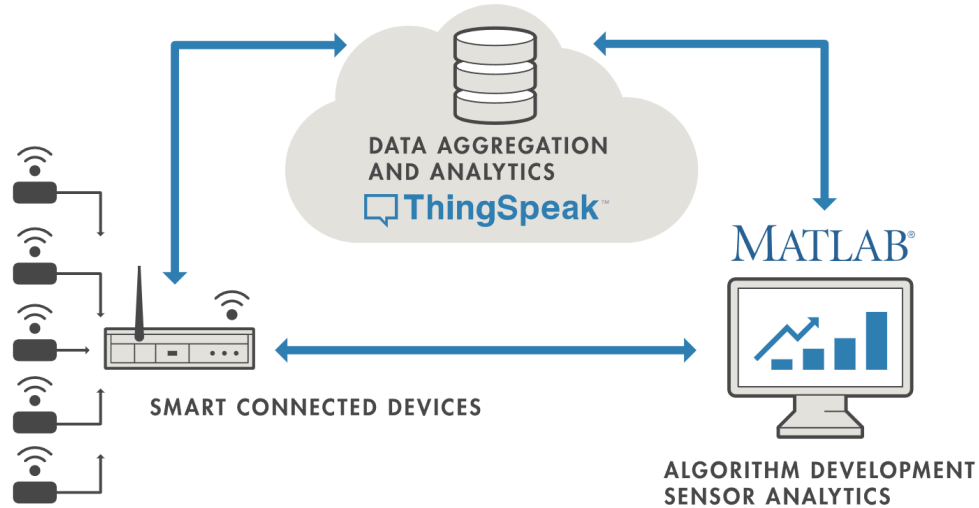 DATA AGGREGATION
AND ANALYTICS
ThingSpeak™
MATLAB®
SMART CONNECTED DEVICES
ALGORITHM DEVELOPMENT
SENSOR ANALYTICS